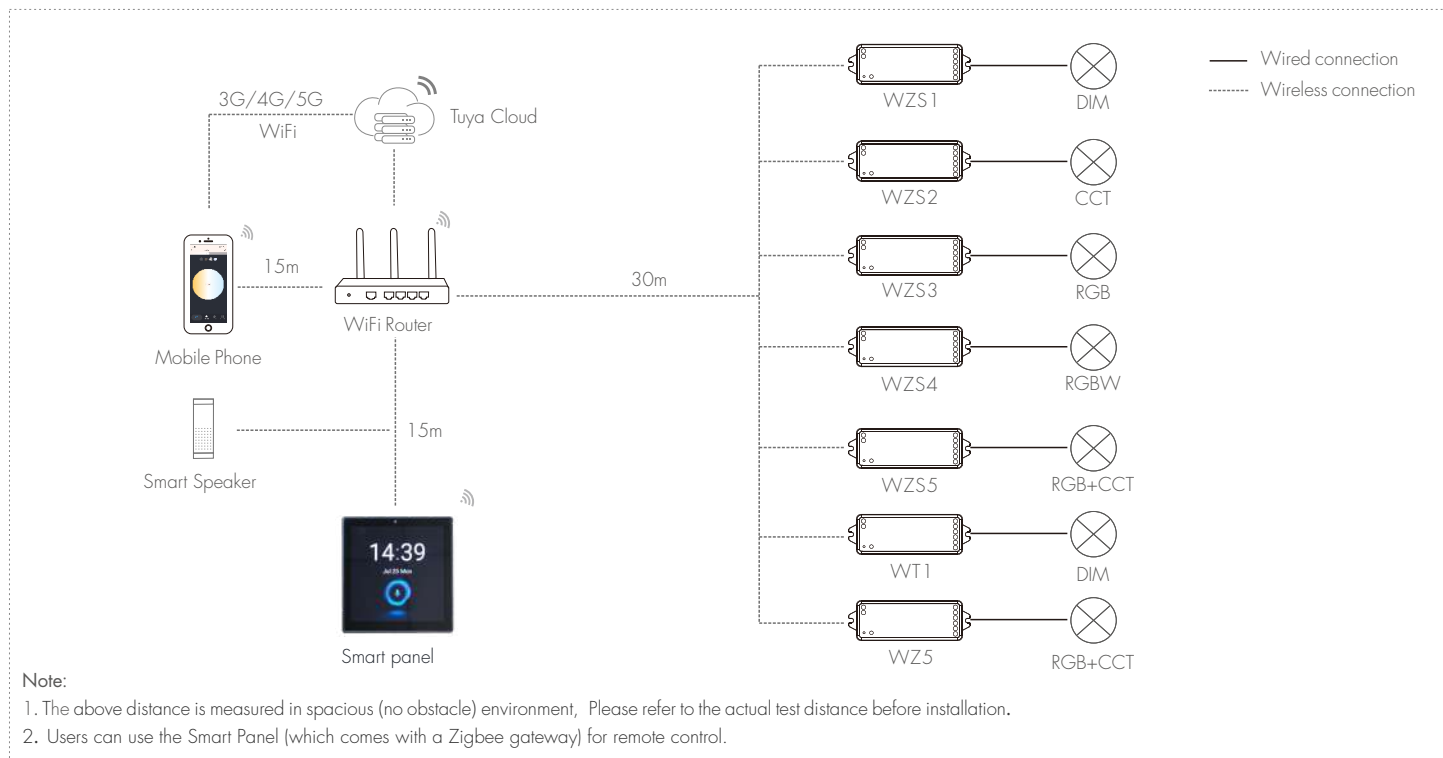 3G/4G/5G
WiFi
Tuya Cloud
15m
Mobile Phone
WiFi Router
30m
Smart Speaker
15m
14:39
Smart panel
WZS1
DIM
WZS2
CCT
WZS3
RGB
WZS4
RGBW
WZS5
RGB+CCT
WT1
DIM
WZ5
RGB+CCT
Wired connection
Wireless connection
Note:
1. The above distance is measured in spacious (no obstacle) environment, Please refer to the actual test distance before installation.
2. Users can use the Smart Panel (which comes with a Zigbee gateway) for remote control.